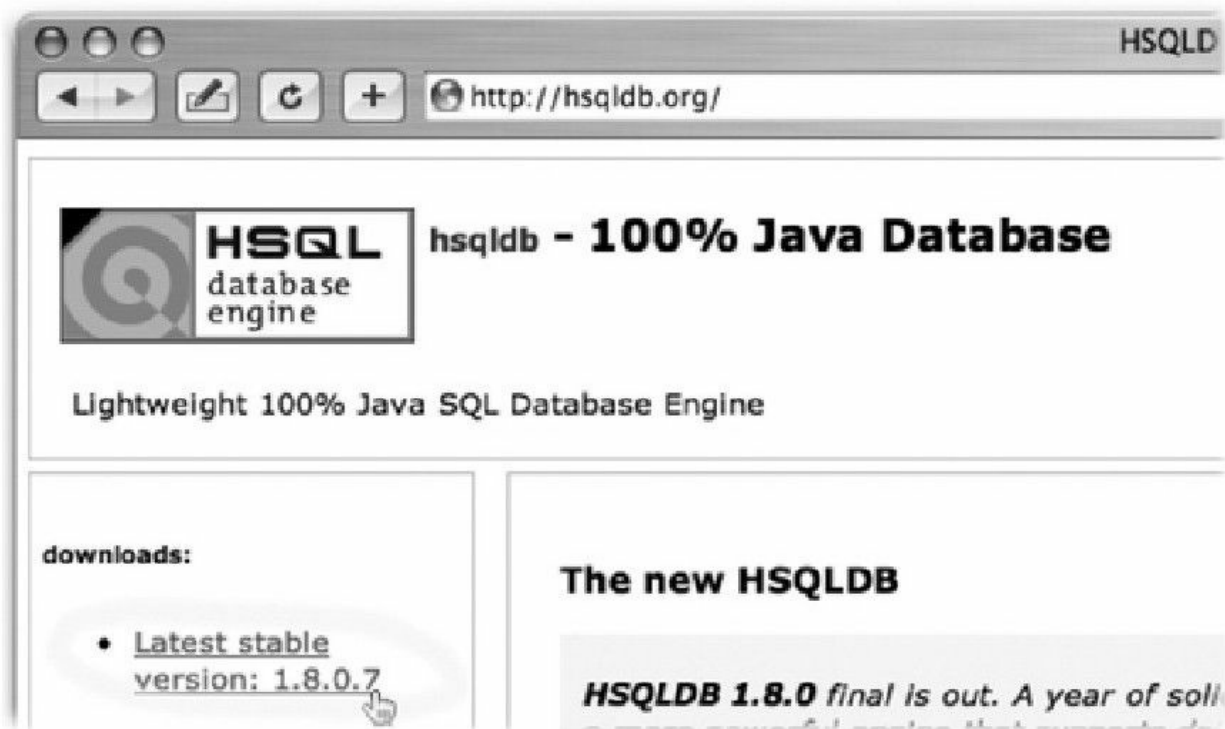 HSQLD
http://hsqldb.org/
HSQL
database
engine
hsqldb - 100% Java Database
Lightweight 100% Java SQL Database Engine
downloads:
• Latest stable
version: 1.8.0.7
The new HSQLDB
HSQLDB 1.8.0 final is out. A year of soli